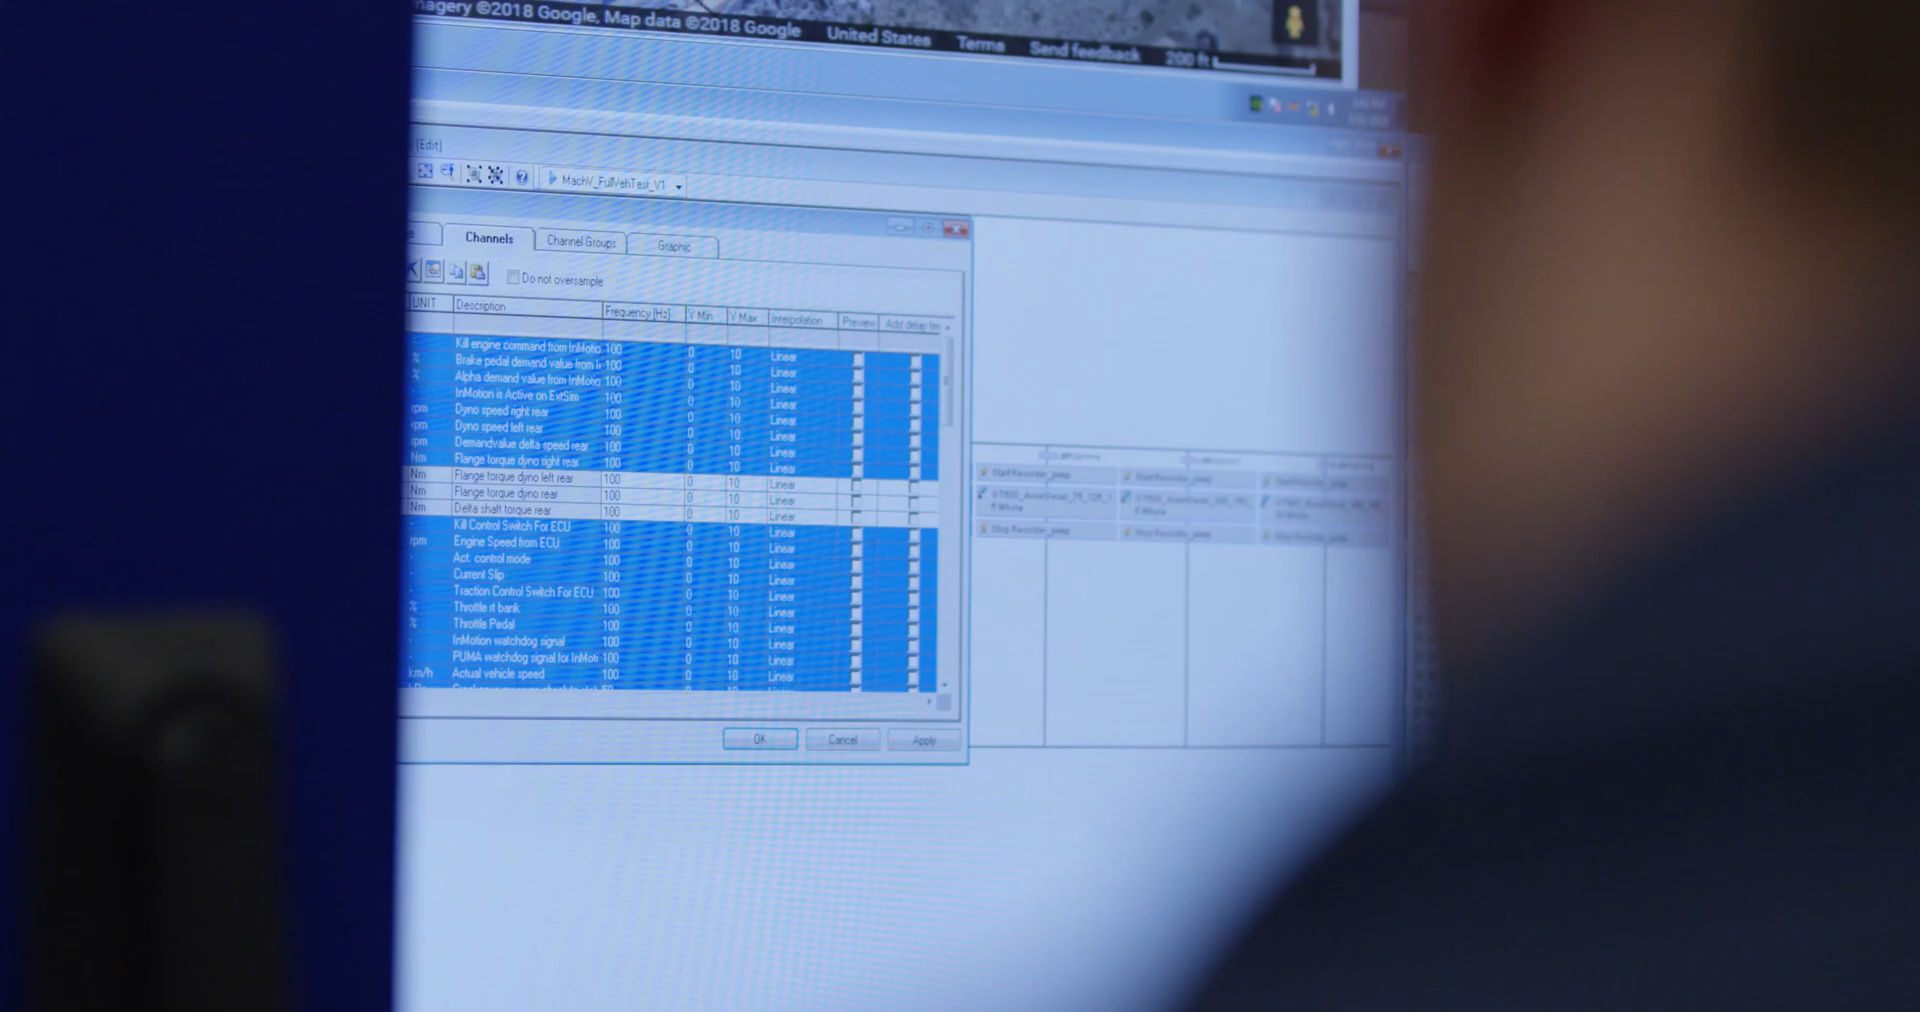 magery ©2018 Google, Map data ©2018 Google United States Terms Send feedback 200 ft
[Edit]
MachV_FullVehTest_V1
Channels Channel Groups Graphic
Do not oversample
UNIT Description Frequency [Hz] Y Min Y Max Interpolation Preview Add delay tim
- Kill engine command from InMotio 100 0 10 Linear
% Brake pedal demand value from I 100 0 10 Linear
% Alpha demand value from InMotio 100 0 10 Linear
- InMotion is Active on ExtSim 100 0 10 Linear
rpm Dyno speed right rear 100 0 10 Linear
rpm Dyno speed left rear 100 0 10 Linear
rpm Demandvalue delta speed rear 100 0 10 Linear
Nm Flange torque dyno right rear 100 0 10 Linear
Nm Flange torque dyno left rear 100 0 10 Linear
Nm Flange torque dyno rear 100 0 10 Linear
Nm Delta shaft torque rear 100 0 10 Linear
- Kill Control Switch For ECU 100 0 10 Linear
rpm Engine Speed from ECU 100 0 10 Linear
- Act. control mode 100 0 10 Linear
- Current Slip 100 0 10 Linear
- Traction Control Switch For ECU 100 0 10 Linear
% Throttle rt bank 100 0 10 Linear
% Throttle Pedal 100 0 10 Linear
- InMotion watchdog signal 100 0 10 Linear
- PUMA watchdog signal for InMoti 100 0 10 Linear
km/h Actual vehicle speed 100 0 10 Linear
OK Cancel Apply
StartRecorder_prep StartRecorder_prep
5 Whole
Stop Recorder_prep Stop Recorder_prep